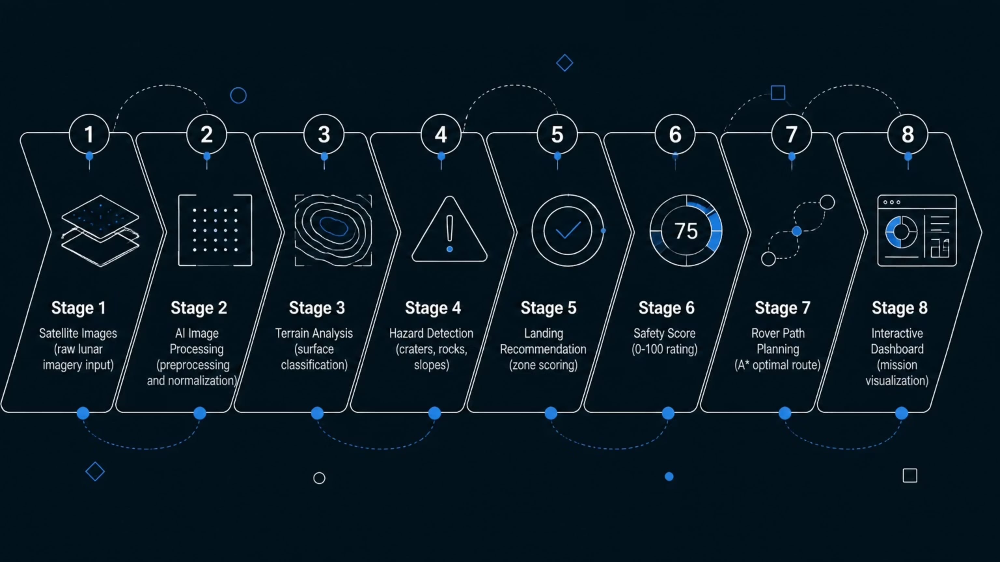 1
2
3
4
5
6
7
8
75
Stage 1
Satellite Images
(raw lunar
imagery input)
Stage 2
AI Image
Processing
(preprocessing
and normalization)
Stage 3
Terrain Analysis
(surface
classification)
Stage 4
Hazard Detection
(craters, rocks,
slopes)
Stage 5
Landing
Recommendation
(zone scoring)
Stage 6
Safety Score
(0-100 rating)
Stage 7
Rover Path
Planning
(A* optimal route)
Stage 8
Interactive
Dashboard
(mission
visualization)